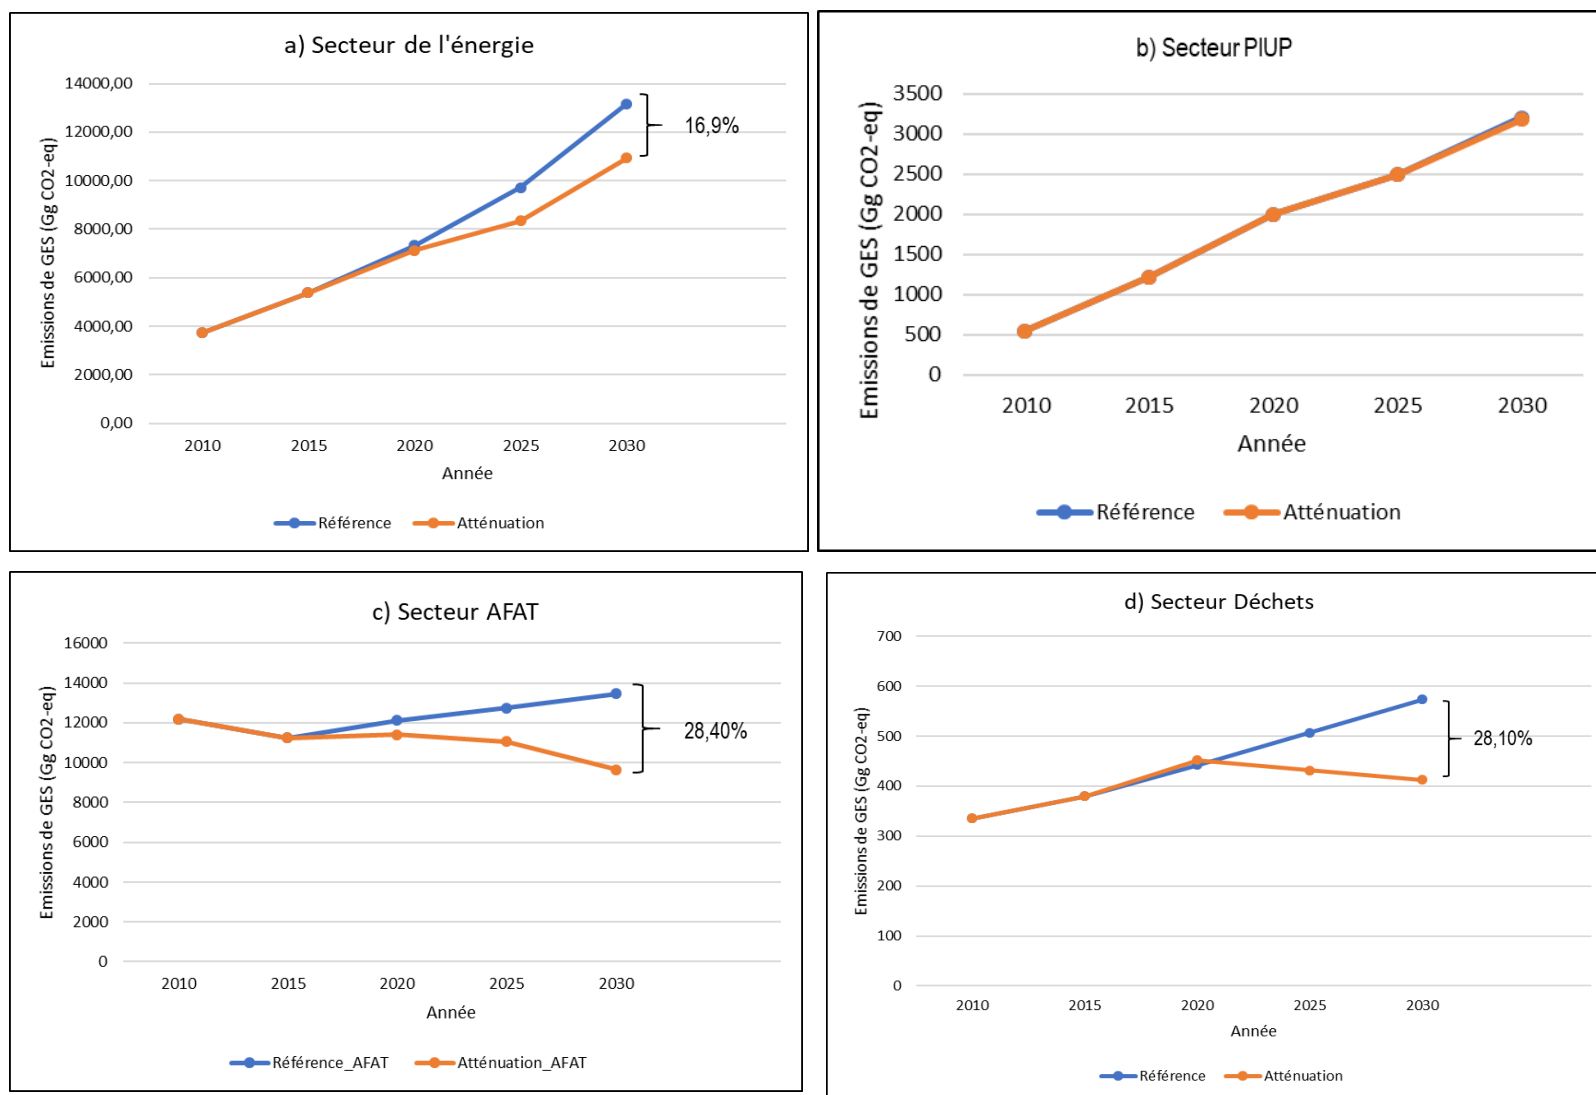 a) Secteur de l'énergie
14000,00
12000,00
10000,00
8000,00
6000,00
4000,00
2000,00
0,00
Emissions de GES (Gg CO2-eq)
16,9%
2010 2015 2020 2025 2030
Année
Référence Atténuation
b) Secteur PIUP
3500
3000
2500
2000
1500
1000
500
0
Emissions de GES (Gg CO2-eq)
2010 2015 2020 2025 2030
Année
Référence Atténuation
c) Secteur AFAT
16000
14000
12000
10000
8000
6000
4000
2000
0
Emissions de GES (Gg CO2-eq)
28,40%
2010 2015 2020 2025 2030
Année
Référence_AFAT Atténuation_AFAT
d) Secteur Déchets
700
600
500
400
300
200
100
0
Emissions de GES (Gg CO2-eq)
28,10%
2010 2015 2020 2025 2030
Année
Référence Atténuation